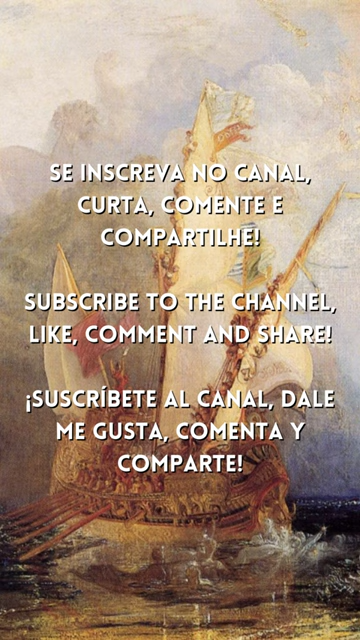 SE INSCREVA NO CANAL,
CURTA, COMENTE E
COMPARTILHE!
SUBSCRIBE TO THE CHANNEL,
LIKE, COMMENT AND SHARE!
¡SUSCRÍBETE AL CANAL, DALE
ME GUSTA, COMENTA Y
COMPARTE!